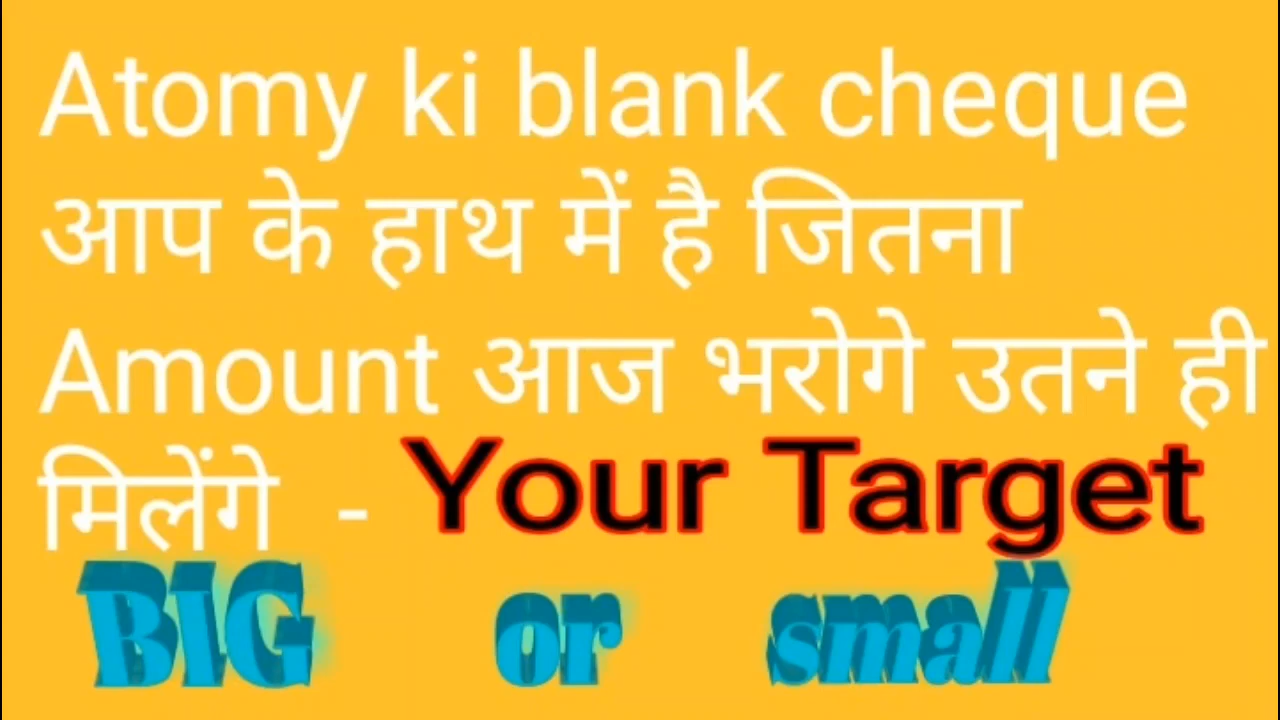 Atomy ki blank cheque
आप के हाथ में है जितना
Amount आज भरोगे उतने ही
मिलेंगे - Your Target
BIG or small